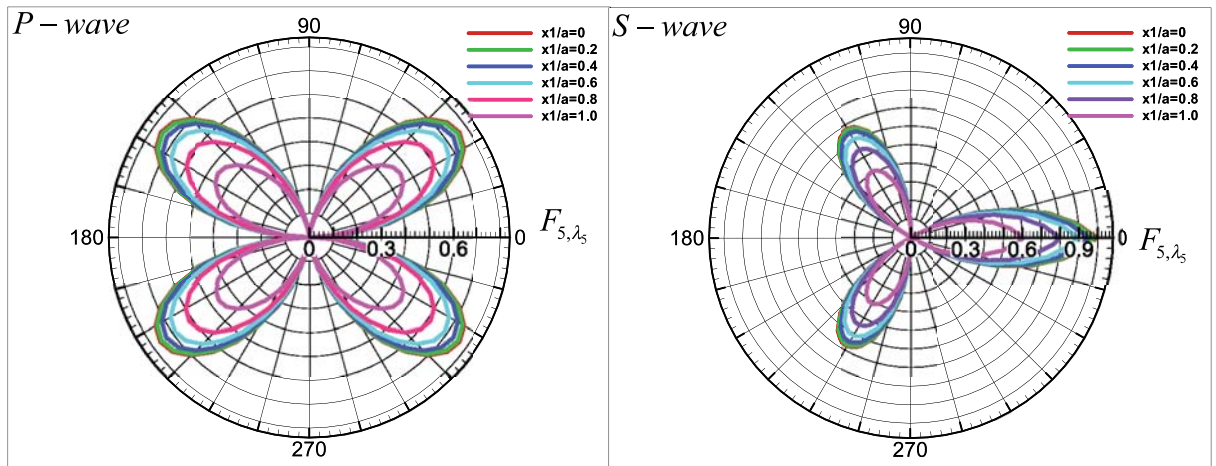 P – wave
90
x1/a=0
x1/a=0.2
x1/a=0.4
x1/a=0.6
x1/a=0.8
x1/a=1.0
180
0
0.3
0.6
0
F5,λ5
270
S – wave
90
x1/a=0
x1/a=0.2
x1/a=0.4
x1/a=0.6
x1/a=0.8
x1/a=1.0
180
0
0.3
0.6
0.9
0
F5,λ5
270